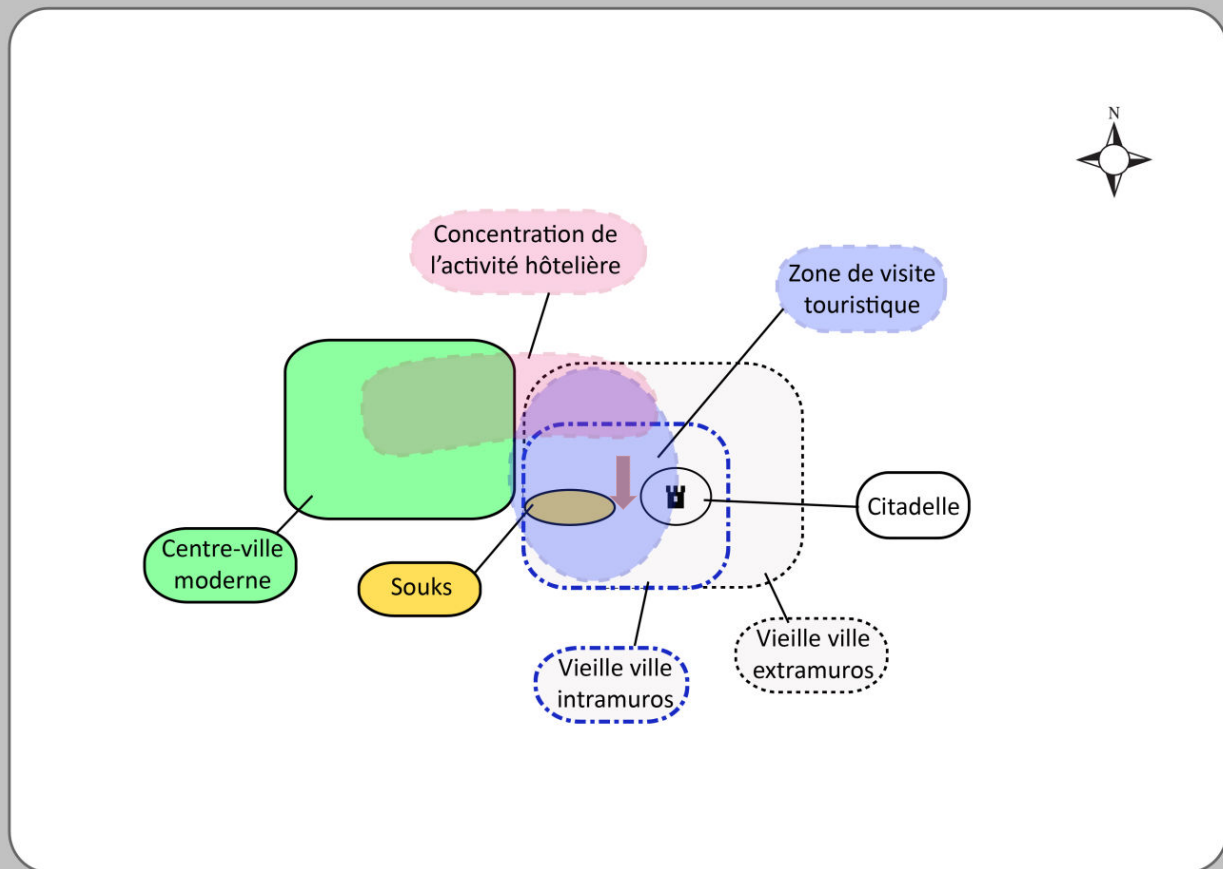 N
Concentration de
l’activité hôtelière
Zone de visite
touristique
Citadelle
Centre-ville
moderne
Souks
Vieille ville
extramuros
Vieille ville
intramuros